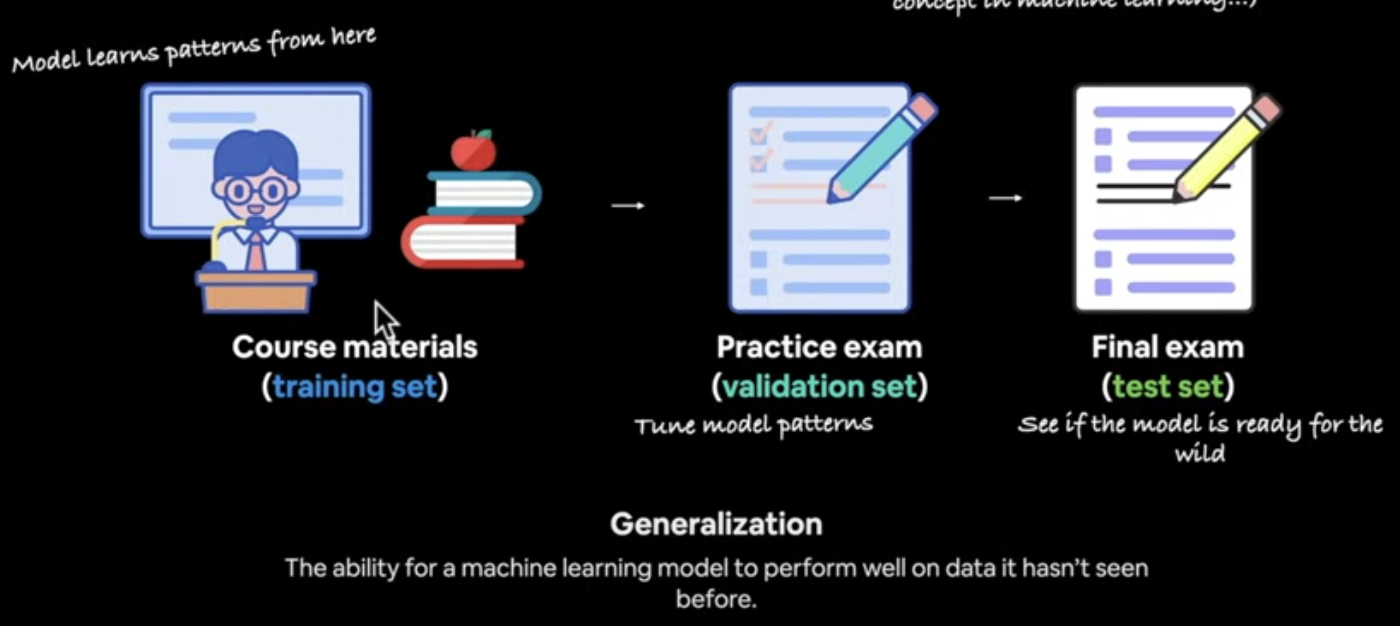 concept in machine learning...)
Model learns patterns from here
Course materials
(training set)
Practice exam
(validation set)
Tune model patterns
Final exam
(test set)
See if the model is ready for the
wild
Generalization
The ability for a machine learning model to perform well on data it hasn't seen
before.